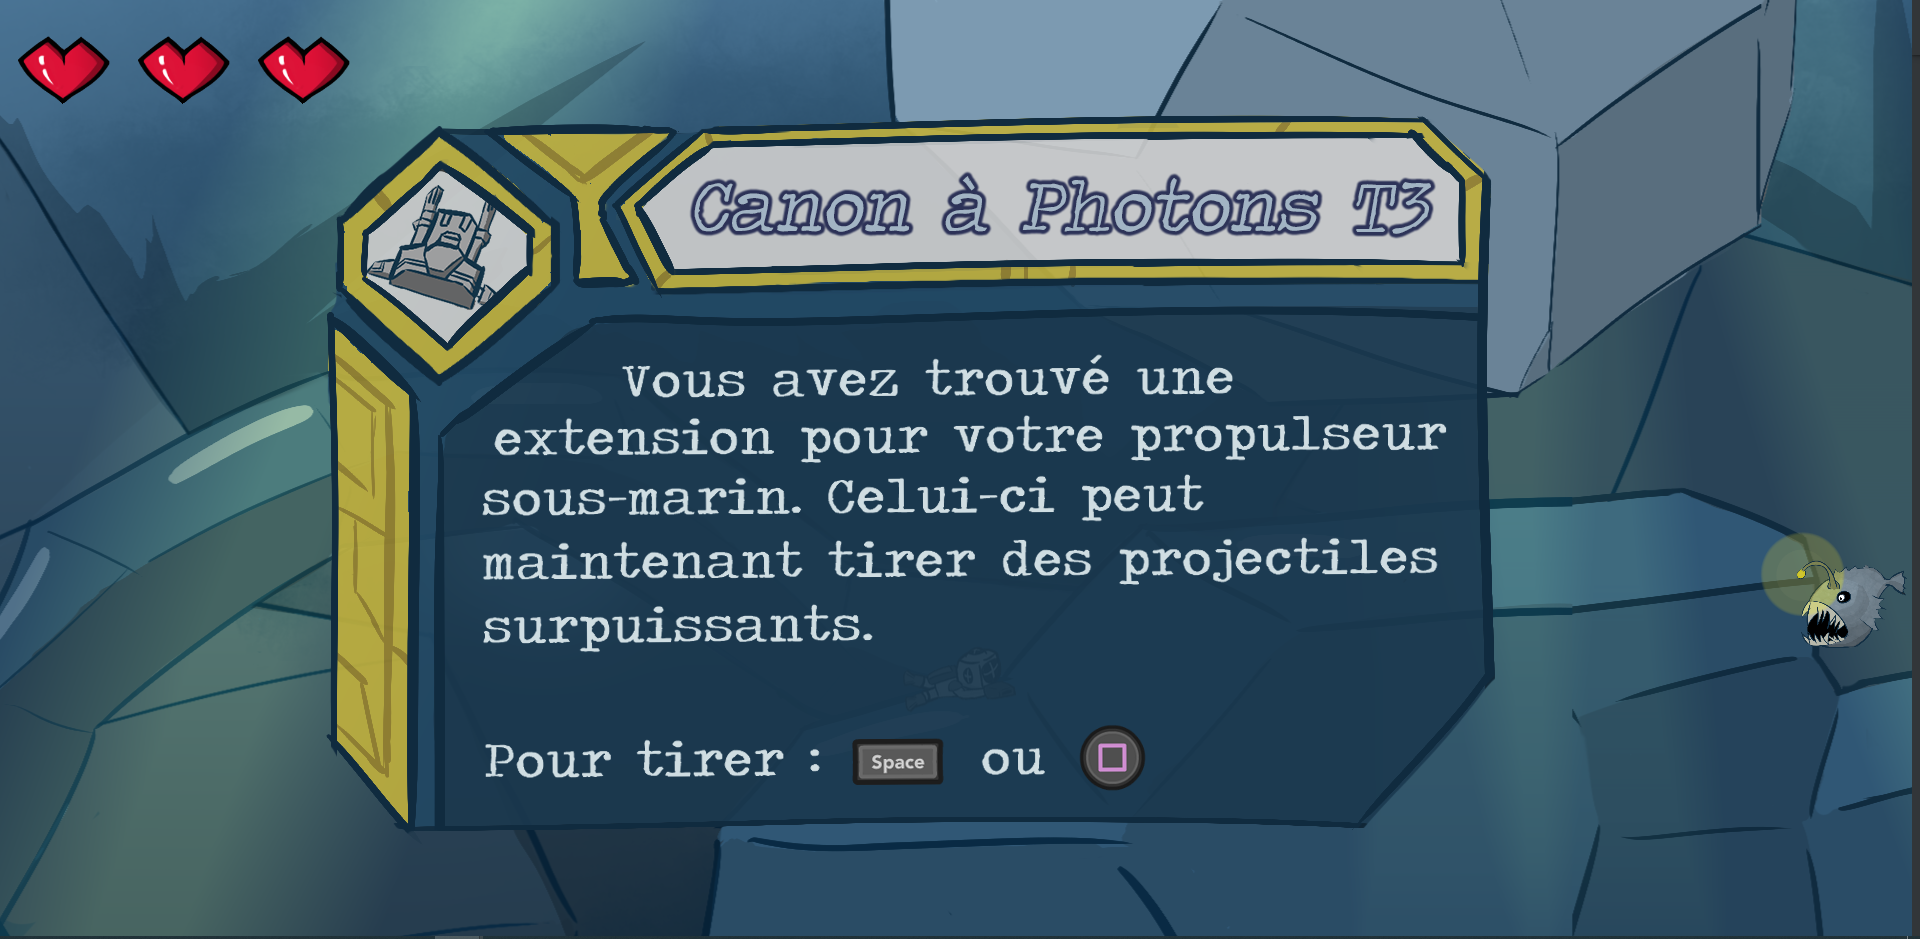 Canon à Photons T3
Vous avez trouvé une
extension pour votre propulseur
sous-marin. Celui-ci peut
maintenant tirer des projectiles
surpuissants.
Pour tirer : Space ou